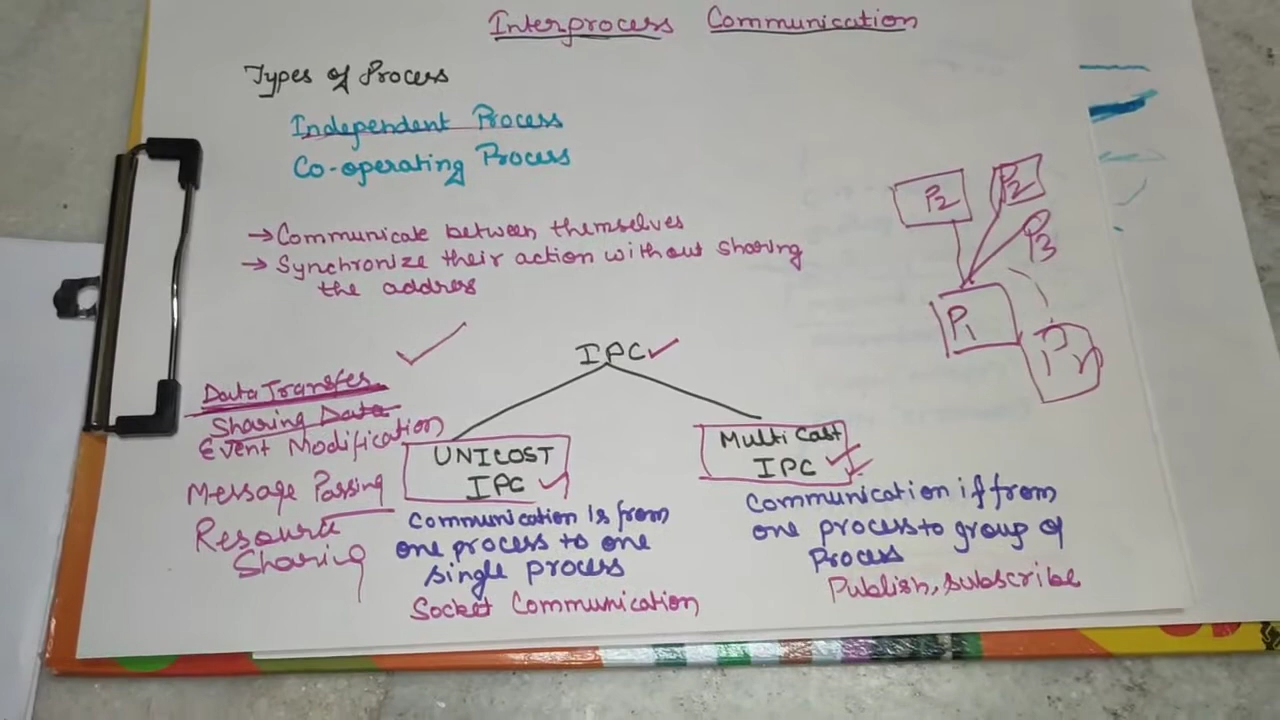 Interprocess Communication
Types of Process
Independent Process
Co-operating Process
→ Communicate between themselves
→ Synchronize their action without sharing
the address
P2
P2
P3
P1
Pn
IPC
Data Transfer
Sharing Data
Event Modification
Message Passing
Resource
Sharing
UNICOST
IPC
Communication is from
one process to one
single process
Socket Communication
Multi Cast
IPC
Communication if from
one process to group of
Process
Publish, subscribe